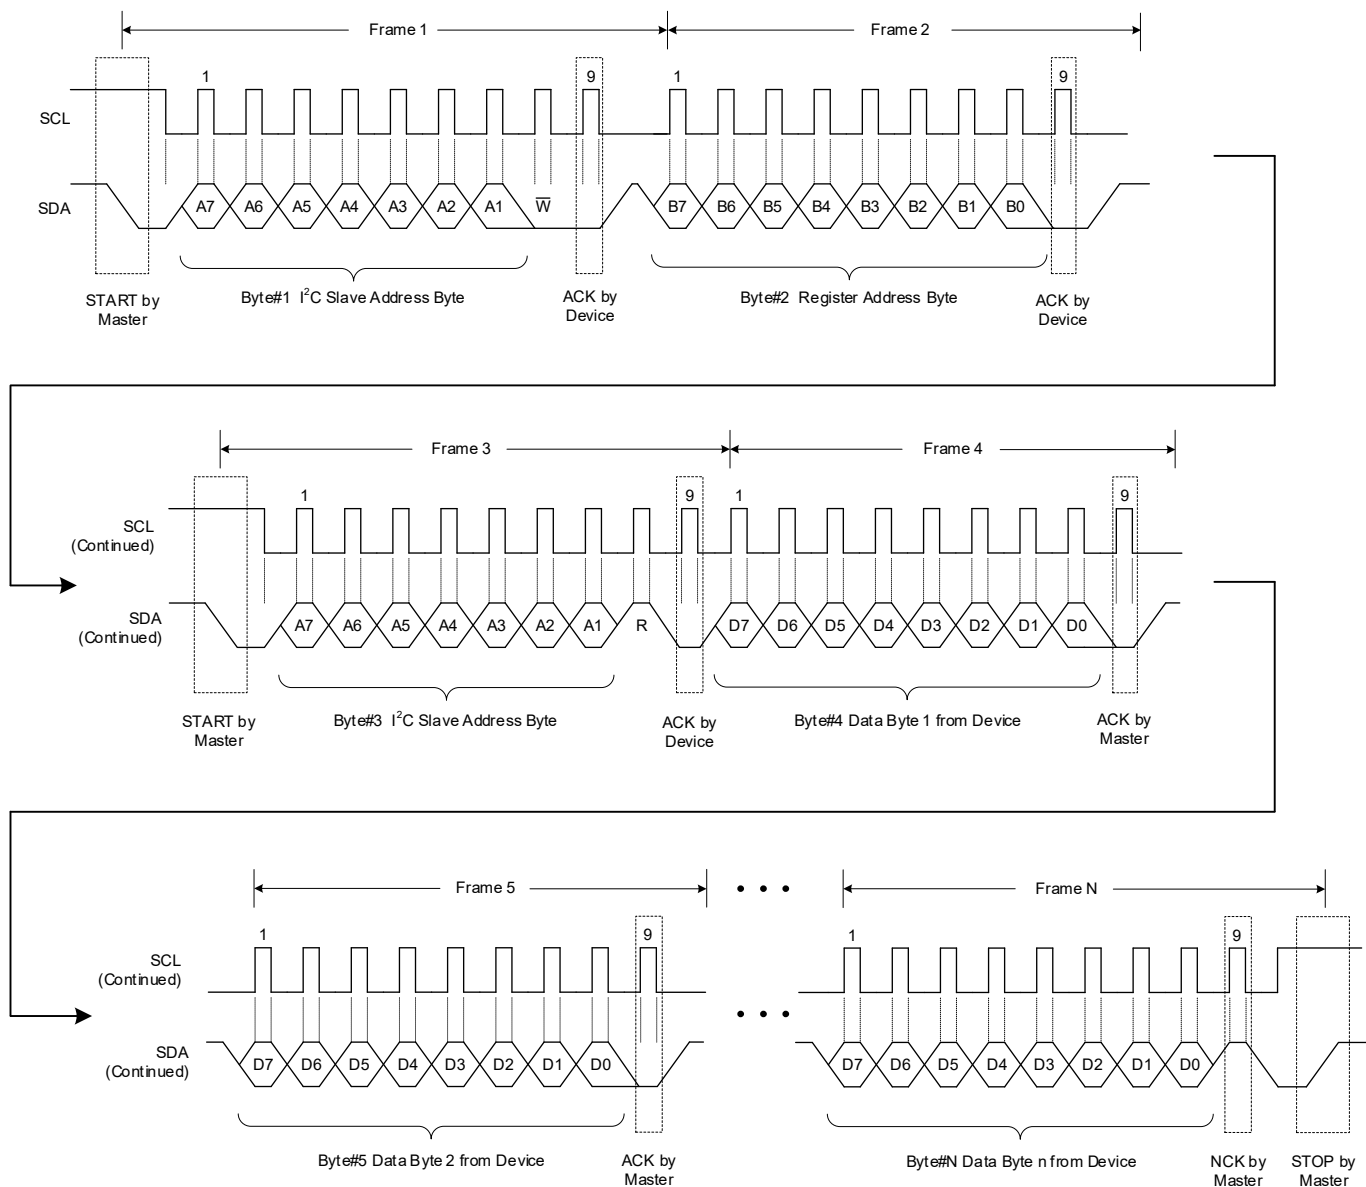 Frame 1 Frame 2
1 9 1 9
SCL
SDA A7 A6 A5 A4 A3 A2 A1 W̅ B7 B6 B5 B4 B3 B2 B1 B0
START by
Master
Byte#1 I²C Slave Address Byte
ACK by
Device
Byte#2 Register Address Byte
ACK by
Device
Frame 3 Frame 4
1 9 1 9
SCL
(Continued)
SDA
(Continued)
A7 A6 A5 A4 A3 A2 A1 R D7 D6 D5 D4 D3 D2 D1 D0
START by
Master
Byte#3 I²C Slave Address Byte
ACK by
Device
Byte#4 Data Byte 1 from Device
ACK by
Master
Frame 5 Frame N
1 9 1 9
SCL
(Continued)
SDA
(Continued)
D7 D6 D5 D4 D3 D2 D1 D0 D7 D6 D5 D4 D3 D2 D1 D0
Byte#5 Data Byte 2 from Device
ACK by
Master
Byte#N Data Byte n from Device
NCK by
Master
STOP by
Master